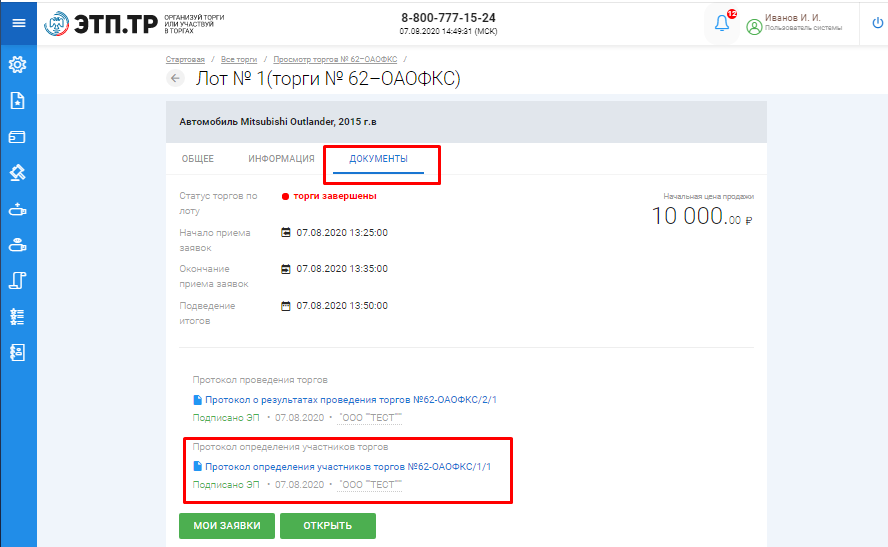 ЭТП.ТР
ОРГАНИЗУЙ ТОРГИ
ИЛИ УЧАСТВУЙ
В ТОРГАХ
8-800-777-15-24
07.08.2020 14:49:31 (МСК)
12
Иванов И. И.
Пользователь системы
Стартовая / Все торги / Просмотр торгов № 62–ОАОФКС /
Лот № 1(торги № 62–ОАОФКС)
Автомобиль Mitsubishi Outlander, 2015 г.в
ОБЩЕЕ ИНФОРМАЦИЯ ДОКУМЕНТЫ
Статус торгов по
лоту
торги завершены
Начальная цена продажи
10 000.00 ₽
Начало приема
заявок
07.08.2020 13:25:00
Окончание
приема заявок
07.08.2020 13:35:00
Подведение
итогов
07.08.2020 13:50:00
Протокол проведения торгов
Протокол о результатах проведения торгов №62-ОАОФКС/2/1
Подписано ЭП • 07.08.2020 • "ООО ""ТЕСТ"""
Протокол определения участников торгов
Протокол определения участников торгов №62-ОАОФКС/1/1
Подписано ЭП • 07.08.2020 • "ООО ""ТЕСТ"""
МОИ ЗАЯВКИ ОТКРЫТЬ